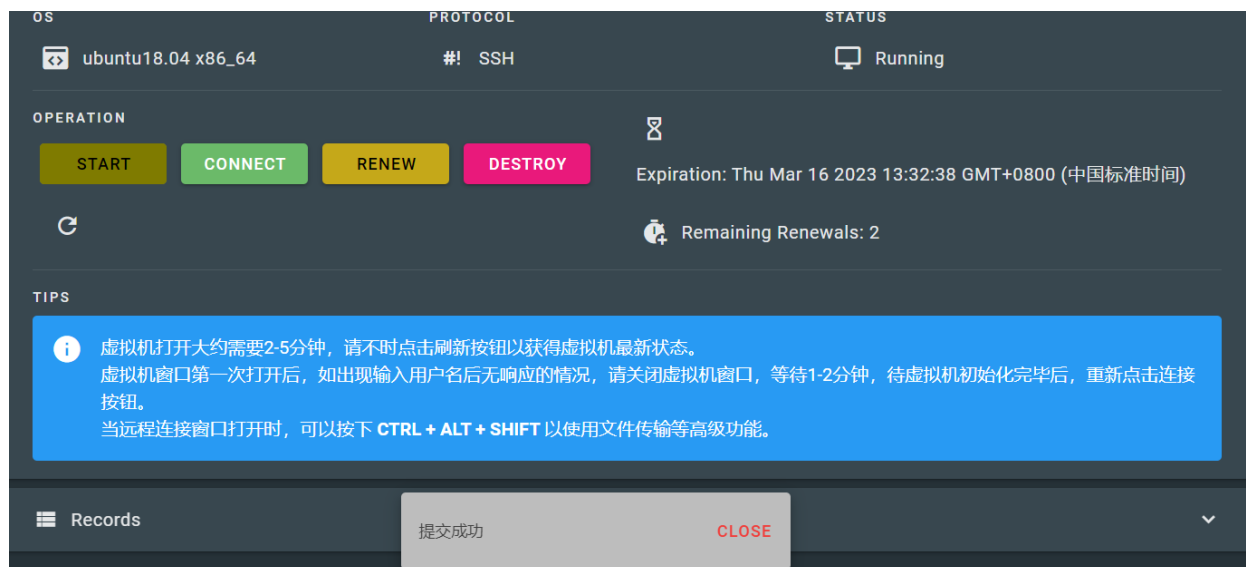 OS PROTOCOL STATUS
ubuntu18.04 x86_64 #! SSH Running
OPERATION
START CONNECT RENEW DESTROY
Expiration: Thu Mar 16 2023 13:32:38 GMT+0800 (中国标准时间)
Remaining Renewals: 2
TIPS
虚拟机打开大约需要2-5分钟，请不时点击刷新按钮以获得虚拟机最新状态。
虚拟机窗口第一次打开后，如出现输入用户名后无响应的情况，请关闭虚拟机窗口，等待1-2分钟，待虚拟机初始化完毕后，重新点击连接
按钮。
当远程连接窗口打开时，可以按下 CTRL + ALT + SHIFT 以使用文件传输等高级功能。
Records
提交成功 CLOSE